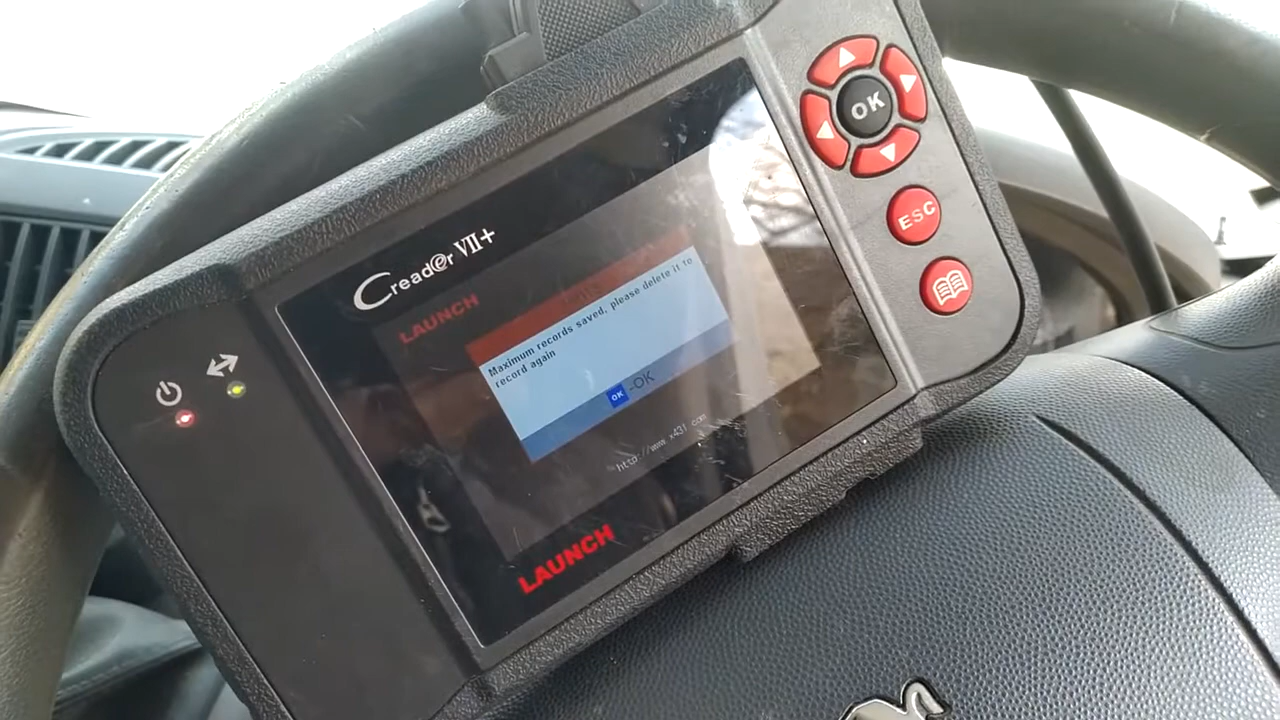 Creader VII+
LAUNCH
Maximum records saved, please delete it to
record again
OK -OK
http://www.x431.com
LAUNCH
OK
ESC